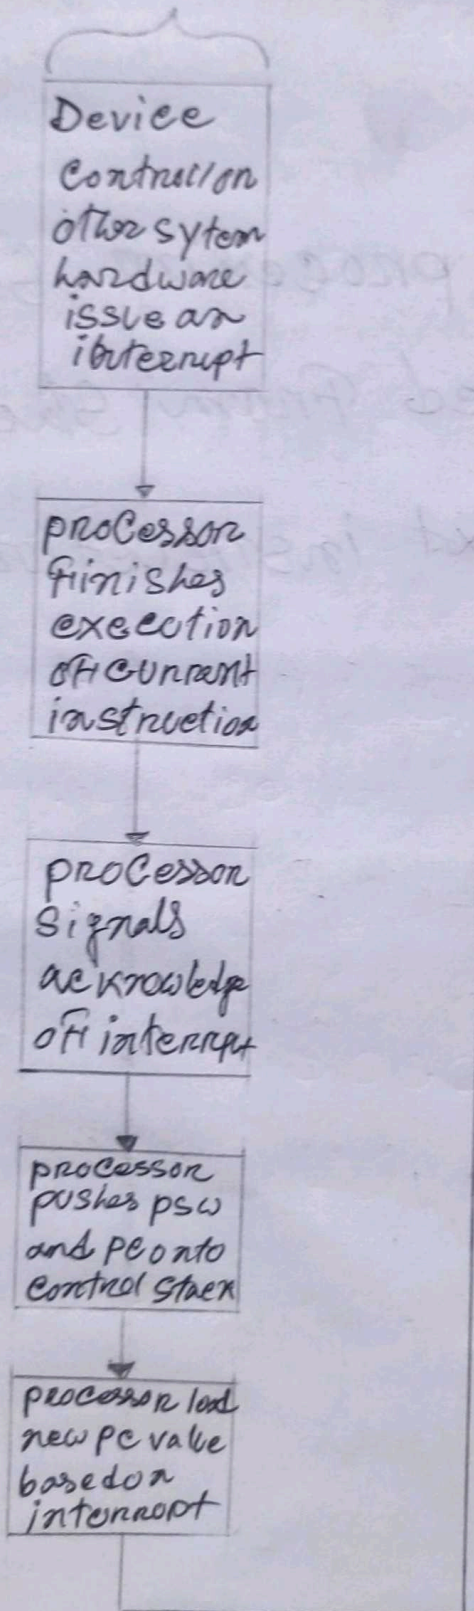 Device
Controll on
other sytem
hardware
issue an
interrupt
processor
finishes
execution
of current
instruction
processor
signals
acknowledge
of interrupt
processor
pushes psw
and pc onto
control stack
processor load
new pc value
based on
interrupt